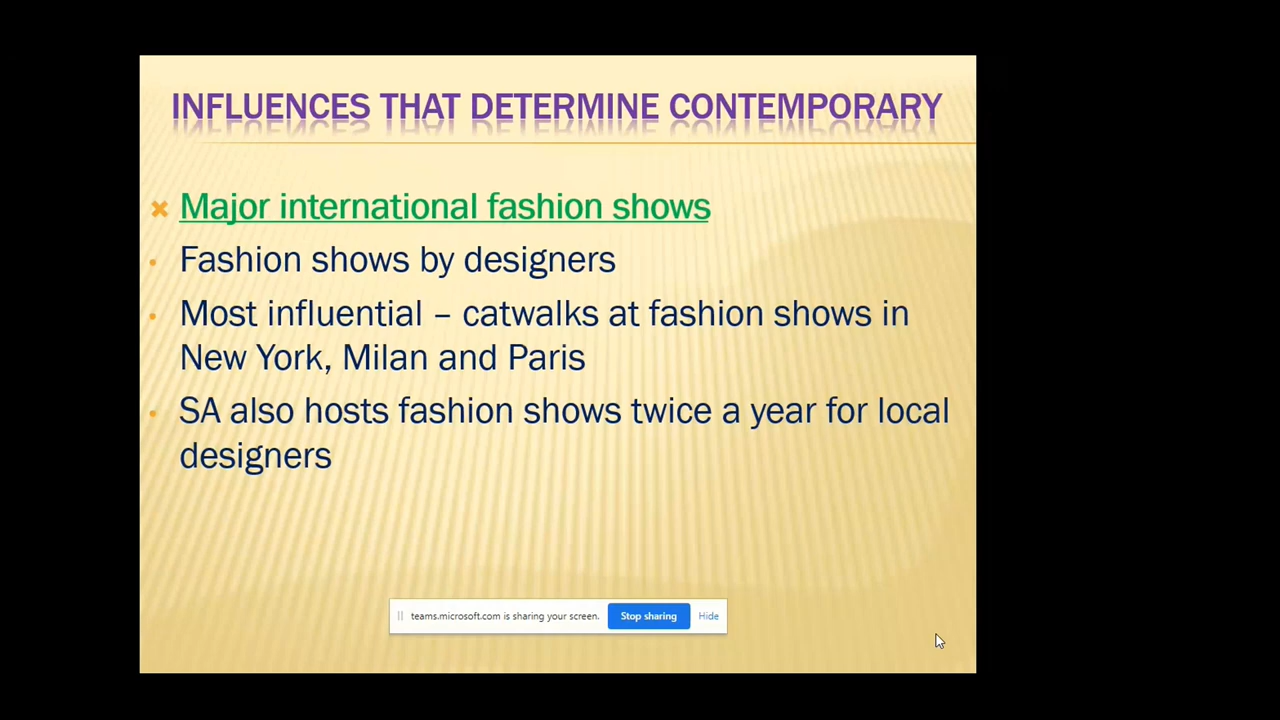 INFLUENCES THAT DETERMINE CONTEMPORARY
Major international fashion shows
Fashion shows by designers
Most influential – catwalks at fashion shows in
New York, Milan and Paris
SA also hosts fashion shows twice a year for local
designers
teams.microsoft.com is sharing your screen. Stop sharing Hide